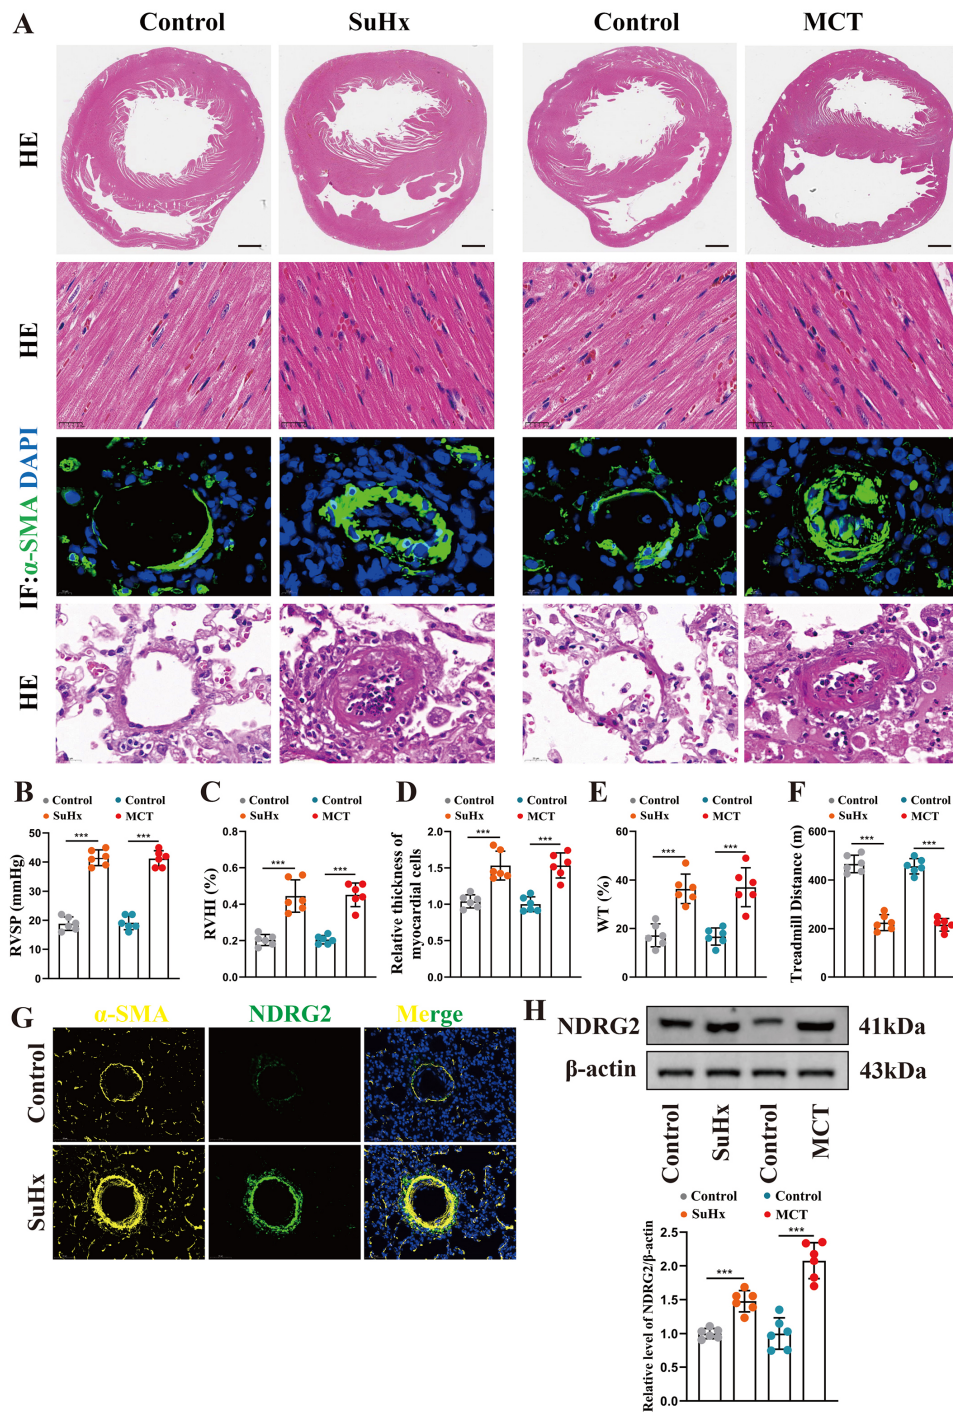 A
Control
SuHx
Control
MCT
HE
HE
IF:α-SMA DAPI
HE
B
Control
Control
SuHx
MCT
RVSP (mmHg)
50
40
30
20
10
0
***
***
C
Control
Control
SuHx
MCT
RVHI (%)
0.8
0.6
0.4
0.2
0.0
***
***
D
Control
Control
SuHx
MCT
Relative thickness of
myocardial cells
2.0
1.5
1.0
0.5
0.0
***
***
E
Control
Control
SuHx
MCT
WT (%)
60
40
20
0
***
***
F
Control
Control
SuHx
MCT
Treadmill Distance (m)
600
400
200
0
***
***
G
α-SMA
NDRG2
Merge
Control
SuHx
H
NDRG2
41kDa
β-actin
43kDa
Control
SuHx
Control
MCT
Control
Control
SuHx
MCT
Relative level of NDRG2/β-actin
2.5
2.0
1.5
1.0
0.5
0.0
***
***